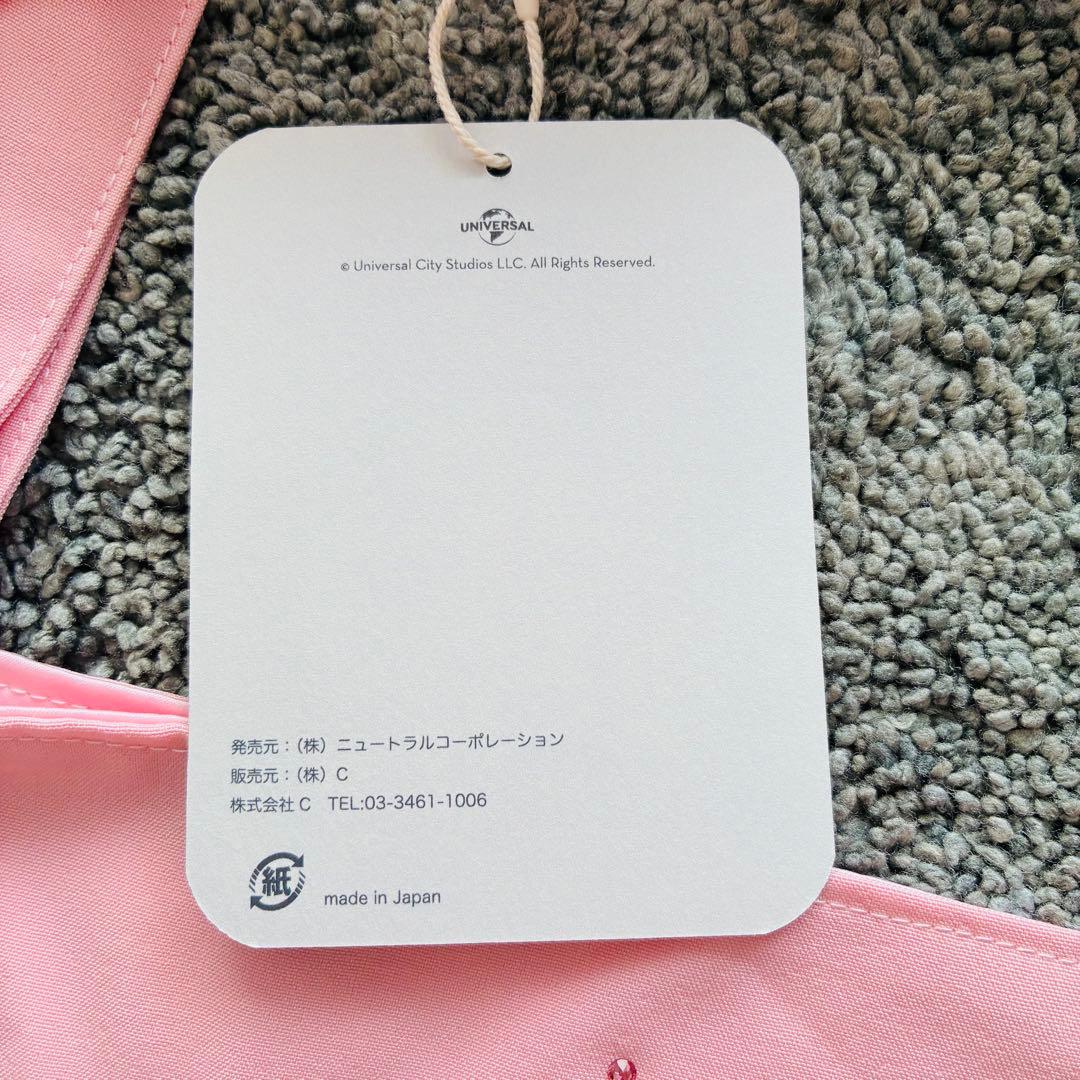 UNIVERSAL
© Universal City Studios LLC. All Rights Reserved.
発売元：（株）ニュートラルコーポレーション
販売元：（株）C
株式会社C　TEL:03-3461-1006
紙
made in Japan